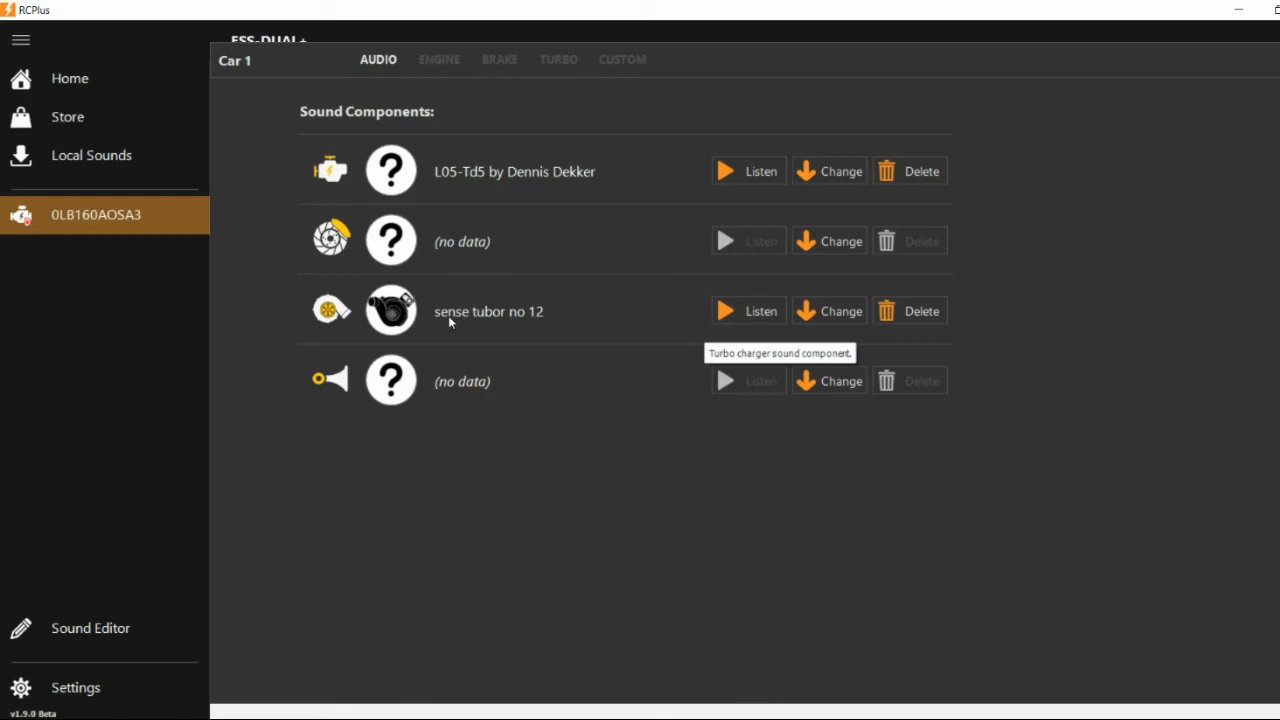 RCPlus
ESS-DUAL+
Car 1
AUDIO ENGINE BRAKE TURBO CUSTOM
Home
Store
Local Sounds
0LB160AOSA3
Sound Components:
L05-Td5 by Dennis Dekker Listen Change Delete
(no data) Listen Change Delete
sense tubor no 12 Listen Change Delete
Turbo charger sound component.
(no data) Listen Change Delete
Sound Editor
Settings
v1.9.0 Beta